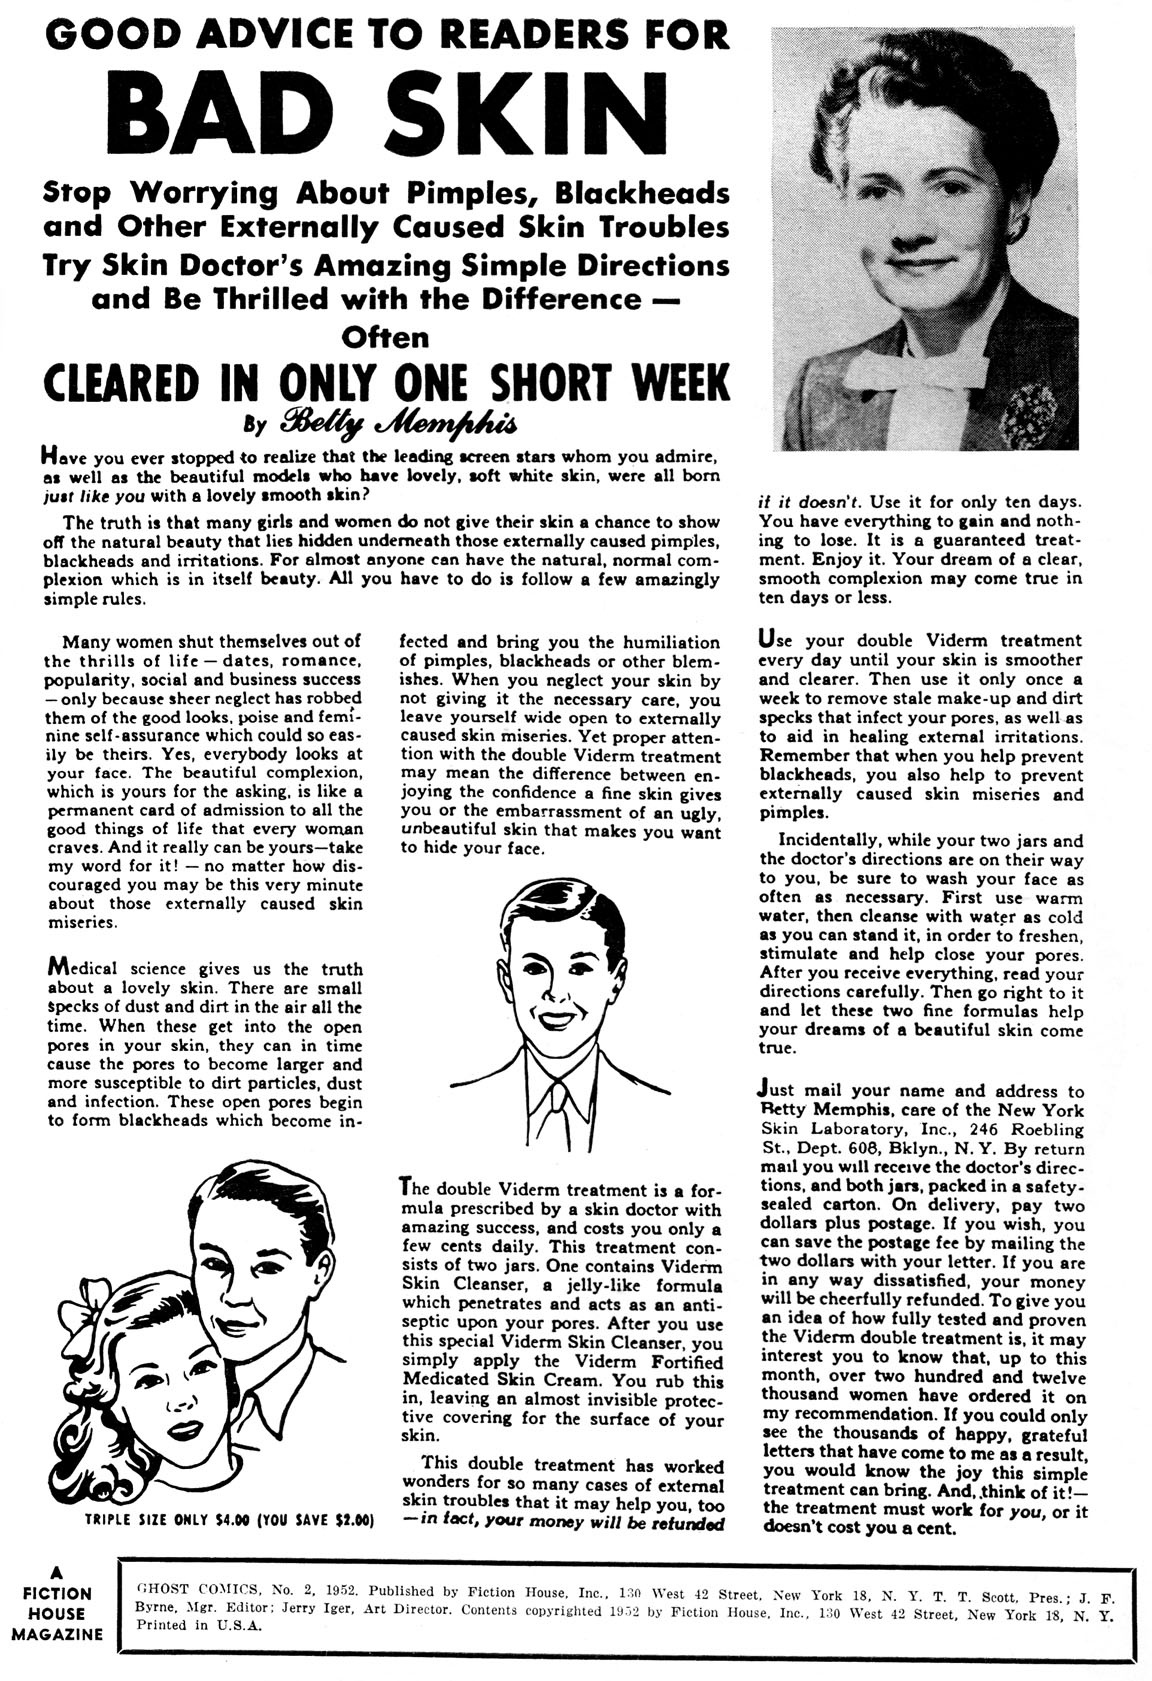 GOOD ADVICE TO READERS FOR
BAD SKIN
Stop Worrying About Pimples, Blackheads
and Other Externally Caused Skin Troubles
Try Skin Doctor's Amazing Simple Directions
and Be Thrilled with the Difference —
Often
CLEARED IN ONLY ONE SHORT WEEK
By Betty Memphis
Have you ever stopped to realize that the leading screen stars whom you admire,
as well as the beautiful models who have lovely, soft white skin, were all born
just like you with a lovely smooth skin?
The truth is that many girls and women do not give their skin a chance to show
off the natural beauty that lies hidden underneath those externally caused pimples,
blackheads and irritations. For almost anyone can have the natural, normal com-
plexion which is in itself beauty. All you have to do is follow a few amazingly
simple rules.
Many women shut themselves out of
the thrills of life — dates, romance,
popularity, social and business success
— only because sheer neglect has robbed
them of the good looks, poise and femi-
nine self-assurance which could so eas-
ily be theirs. Yes, everybody looks at
your face. The beautiful complexion,
which is yours for the asking, is like a
permanent card of admission to all the
good things of life that every woman
craves. And it really can be yours—take
my word for it! — no matter how dis-
couraged you may be this very minute
about those externally caused skin
miseries.
Medical science gives us the truth
about a lovely skin. There are small
specks of dust and dirt in the air all the
time. When these get into the open
pores in your skin, they can in time
cause the pores to become larger and
more susceptible to dirt particles, dust
and infection. These open pores begin
to form blackheads which become in-
TRIPLE SIZE ONLY $4.00 (YOU SAVE $2.00)
fected and bring you the humiliation
of pimples, blackheads or other blem-
ishes. When you neglect your skin by
not giving it the necessary care, you
leave yourself wide open to externally
caused skin miseries. Yet proper atten-
tion with the double Viderm treatment
may mean the difference between en-
joying the confidence a fine skin gives
you or the embarrassment of an ugly,
unbeautiful skin that makes you want
to hide your face.
The double Viderm treatment is a for-
mula prescribed by a skin doctor with
amazing success, and costs you only a
few cents daily. This treatment con-
sists of two jars. One contains Viderm
Skin Cleanser, a jelly-like formula
which penetrates and acts as an anti-
septic upon your pores. After you use
this special Viderm Skin Cleanser, you
simply apply the Viderm Fortified
Medicated Skin Cream. You rub this
in, leaving an almost invisible protec-
tive covering for the surface of your
skin.
This double treatment has worked
wonders for so many cases of external
skin troubles that it may help you, too
—in fact, your money will be refunded
if it doesn't. Use it for only ten days.
You have everything to gain and noth-
ing to lose. It is a guaranteed treat-
ment. Enjoy it. Your dream of a clear,
smooth complexion may come true in
ten days or less.
Use your double Viderm treatment
every day until your skin is smoother
and clearer. Then use it only once a
week to remove stale make-up and dirt
specks that infect your pores, as well as
to aid in healing external irritations.
Remember that when you help prevent
blackheads, you also help to prevent
externally caused skin miseries and
pimples.
Incidentally, while your two jars and
the doctor's directions are on their way
to you, be sure to wash your face as
often as necessary. First use warm
water, then cleanse with water as cold
as you can stand it, in order to freshen,
stimulate and help close your pores.
After you receive everything, read your
directions carefully. Then go right to it
and let these two fine formulas help
your dreams of a beautiful skin come
true.
Just mail your name and address to
Betty Memphis, care of the New York
Skin Laboratory, Inc., 246 Roebling
St., Dept. 608, Bklyn., N. Y. By return
mail you will receive the doctor's direc-
tions, and both jars, packed in a safety-
sealed carton. On delivery, pay two
dollars plus postage. If you wish, you
can save the postage fee by mailing the
two dollars with your letter. If you are
in any way dissatisfied, your money
will be cheerfully refunded. To give you
an idea of how fully tested and proven
the Viderm double treatment is, it may
interest you to know that, up to this
month, over two hundred and twelve
thousand women have ordered it on
my recommendation. If you could only
see the thousands of happy, grateful
letters that have come to me as a result,
you would know the joy this simple
treatment can bring. And, think of it!—
the treatment must work for you, or it
doesn't cost you a cent.
A
FICTION
HOUSE
MAGAZINE
GHOST COMICS, No. 2, 1952. Published by Fiction House, Inc., 130 West 42 Street, New York 18, N. Y. T. T. Scott, Pres.; J. F.
Byrne, Mgr. Editor; Jerry Iger, Art Director. Contents copyrighted 1952 by Fiction House, Inc., 130 West 42 Street, New York 18, N. Y.
Printed in U.S.A.